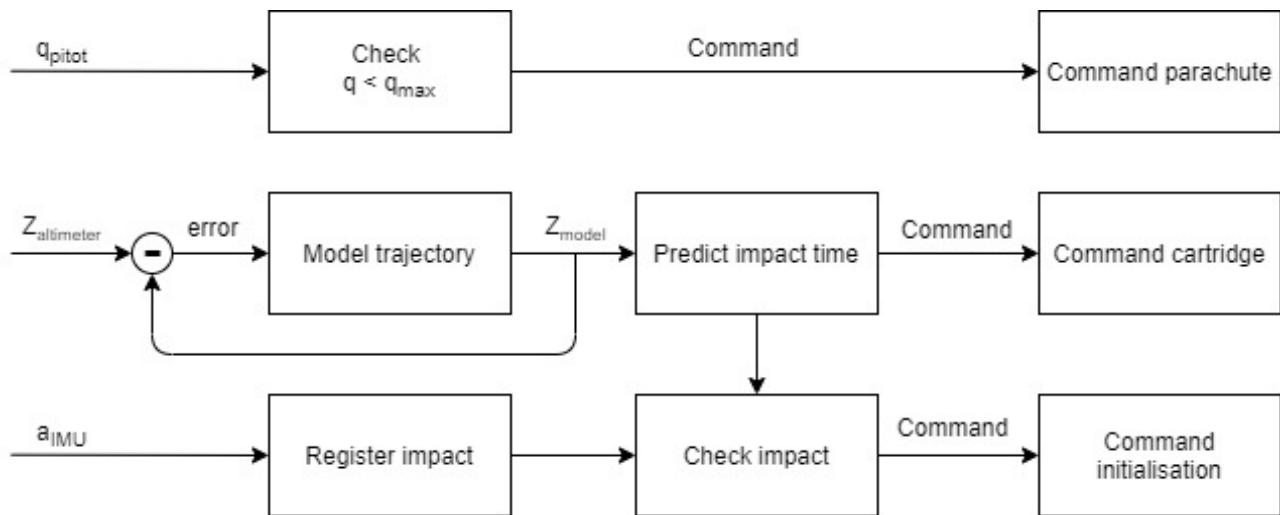 q_pitot
Check
q < q_max
Command
Command parachute
Z_altimeter
-
error
Model trajectory
Z_model
Predict impact time
Command
Command cartridge
a_IMU
Register impact
Check impact
Command
Command
initialisation